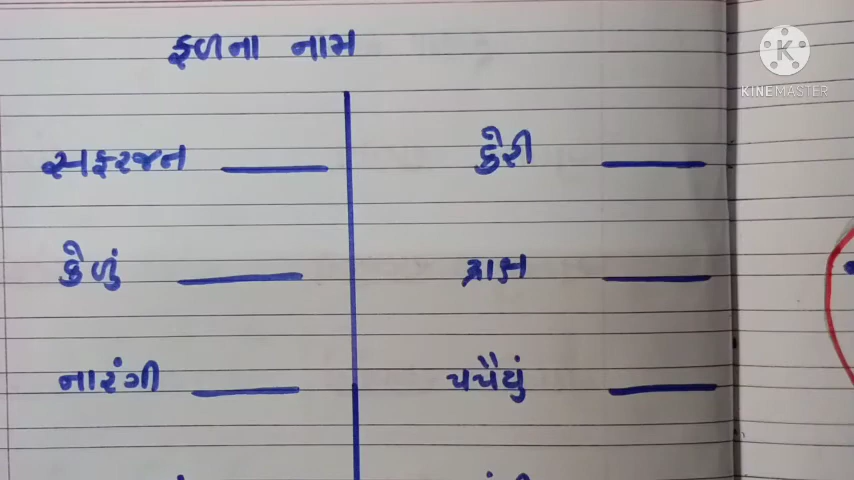 ફળના નામ
સફરજન
કેરી
કેળું
દ્રાક્ષ
નારંગી
પપૈયું
KINEMASTER